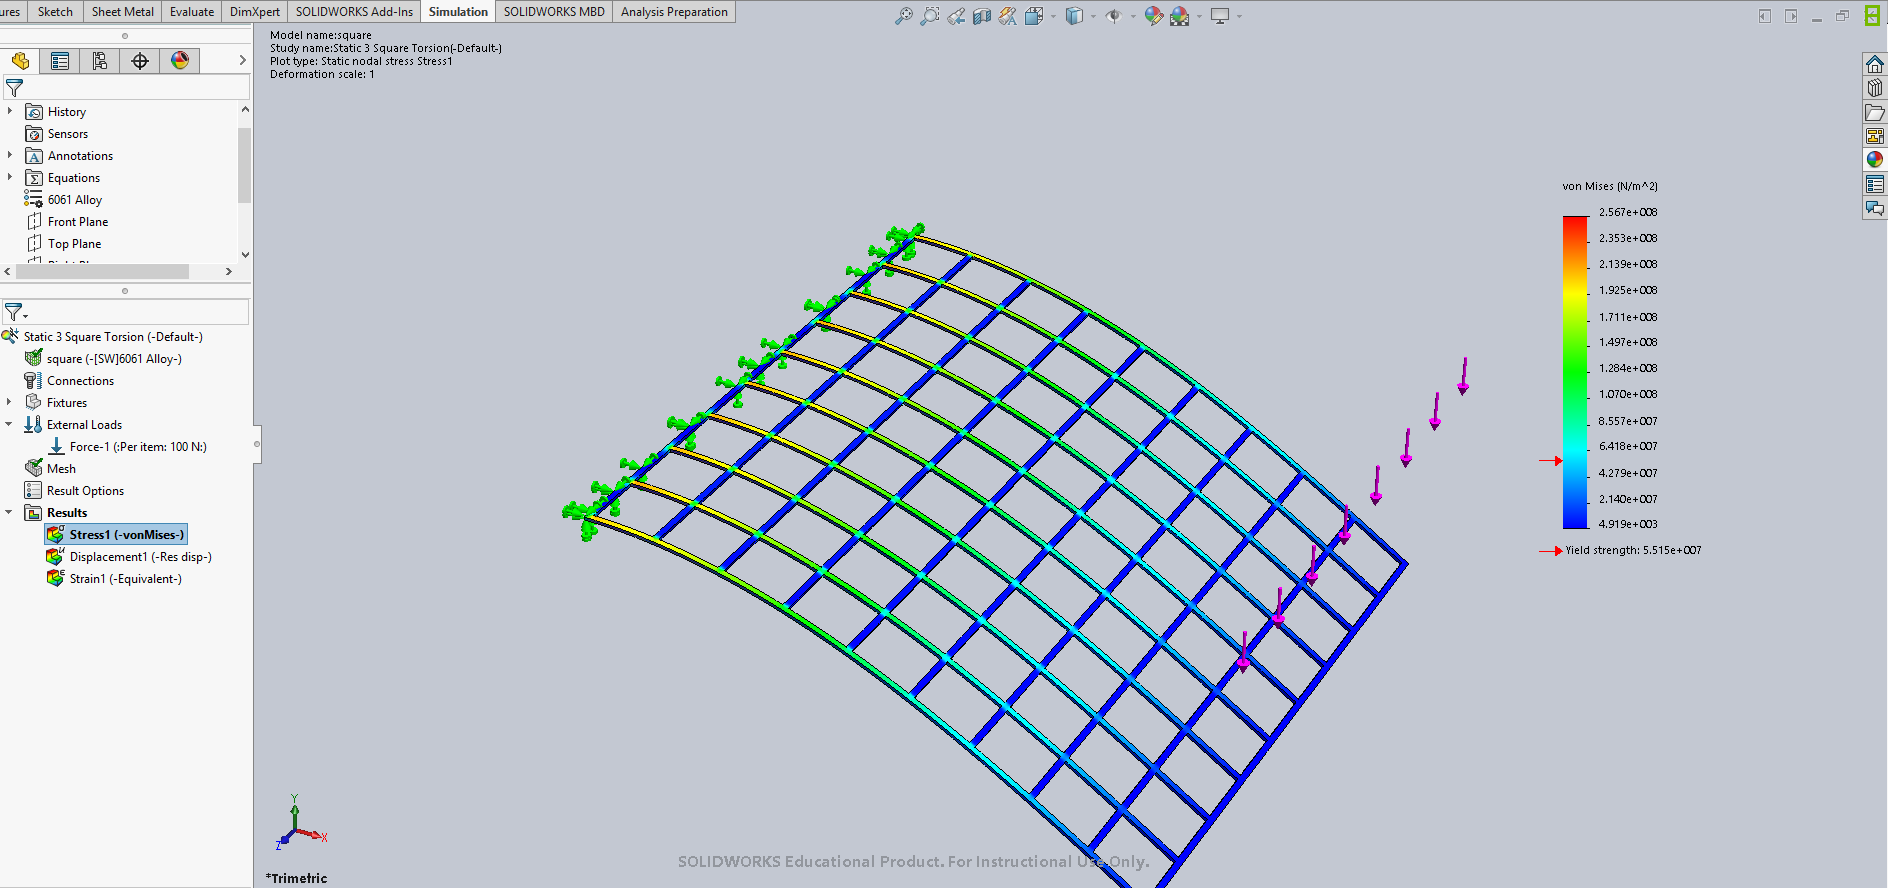 ures Sketch Sheet Metal Evaluate DimXpert SOLIDWORKS Add-Ins Simulation SOLIDWORKS MBD Analysis Preparation
Model name:square
Study name:Static 3 Square Torsion(-Default-)
Plot type: Static nodal stress Stress1
Deformation scale: 1
History
Sensors
Annotations
Equations
6061 Alloy
Front Plane
Top Plane
Static 3 Square Torsion (-Default-)
square (-[SW]6061 Alloy-)
Connections
Fixtures
External Loads
Force-1 (:Per item: 100 N:)
Mesh
Result Options
Results
Stress1 (-vonMises-)
Displacement1 (-Res disp-)
Strain1 (-Equivalent-)
von Mises (N/m^2)
2.567e+008
2.353e+008
2.139e+008
1.925e+008
1.711e+008
1.497e+008
1.284e+008
1.070e+008
8.557e+007
6.418e+007
4.279e+007
2.140e+007
4.919e+003
Yield strength: 5.515e+007
Y
X
Z
SOLIDWORKS Educational Product. For Instructional Use Only.
*Trimetric